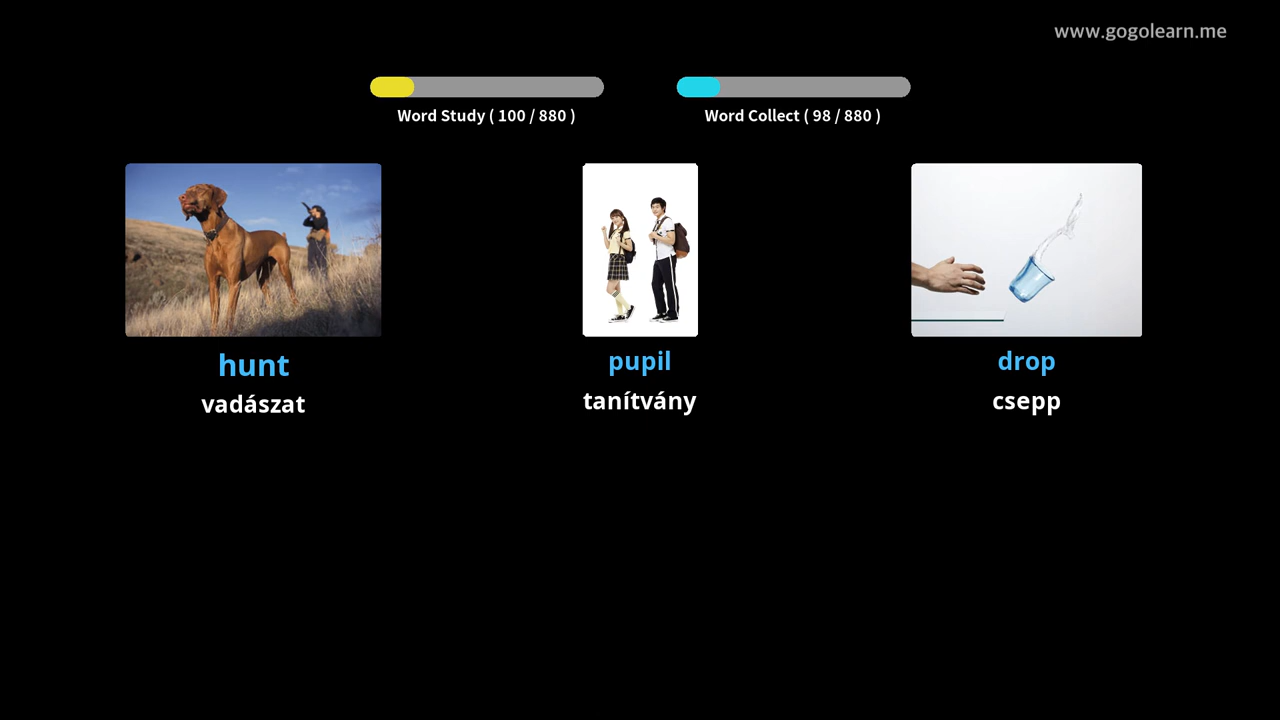 www.gogolearn.me
Word Study ( 100 / 880 )
Word Collect ( 98 / 880 )
hunt
vadászat
pupil
tanítvány
drop
csepp